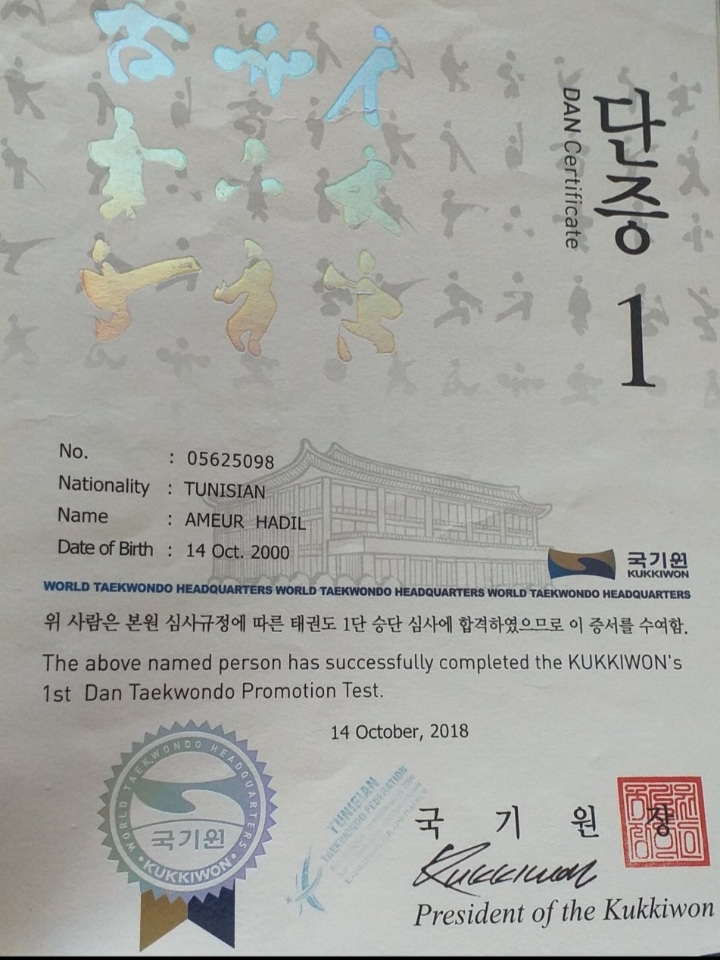 단증
DAN Certificate
1
No. : 05625098
Nationality : TUNISIAN
Name : AMEUR HADIL
Date of Birth : 14 Oct. 2000
국기원
KUKKIWON
WORLD TAEKWONDO HEADQUARTERS WORLD TAEKWONDO HEADQUARTERS WORLD TAEKWONDO HEADQUARTERS
위 사람은 본원 심사규정에 따른 태권도 1단 승단 심사에 합격하였으므로 이 증서를 수여함.
The above named person has successfully completed the KUKKIWON's
1st Dan Taekwondo Promotion Test.
14 October, 2018
WORLD TAEKWONDO HEADQUARTERS
국기원
• KUKKIWON •
TUNISIAN
TAEKWONDO FEDERATION
국 기 원 장
Kukkiwon
President of the Kukkiwon